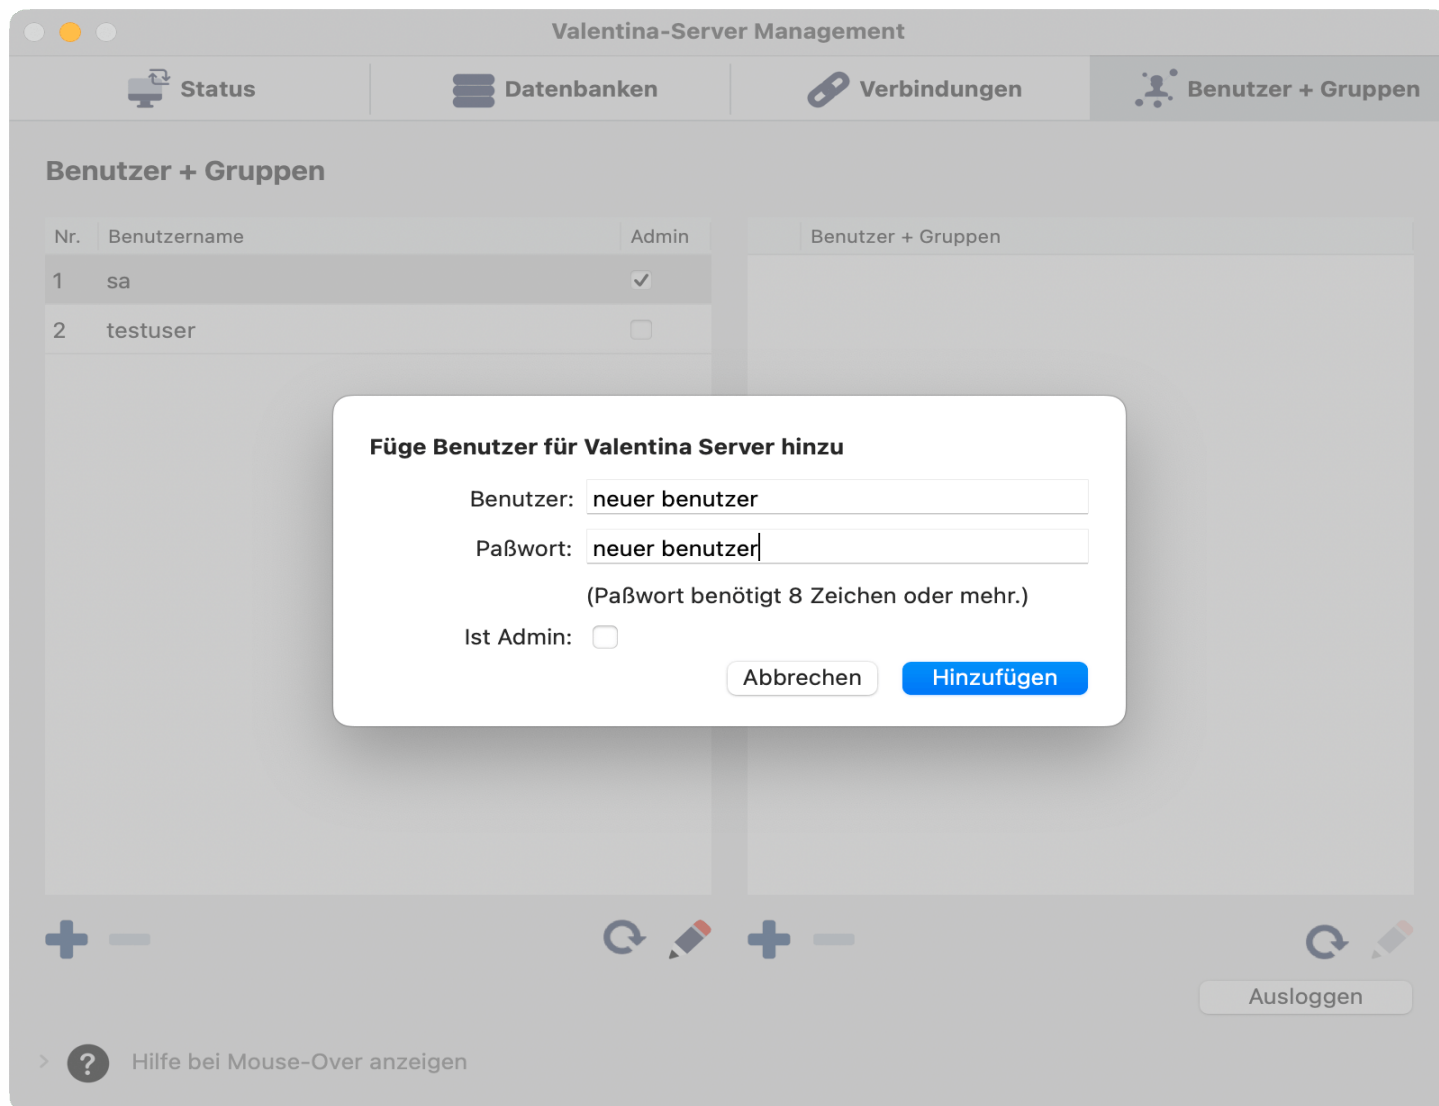 Valentina-Server Management
Status Datenbanken Verbindungen Benutzer + Gruppen
Benutzer + Gruppen
Nr. Benutzername Admin
1 sa
2 testuser
Benutzer + Gruppen
Füge Benutzer für Valentina Server hinzu
Benutzer: neuer benutzer
Paßwort: neuer benutzer
(Paßwort benötigt 8 Zeichen oder mehr.)
Ist Admin:
Abbrechen Hinzufügen
Ausloggen
? Hilfe bei Mouse-Over anzeigen